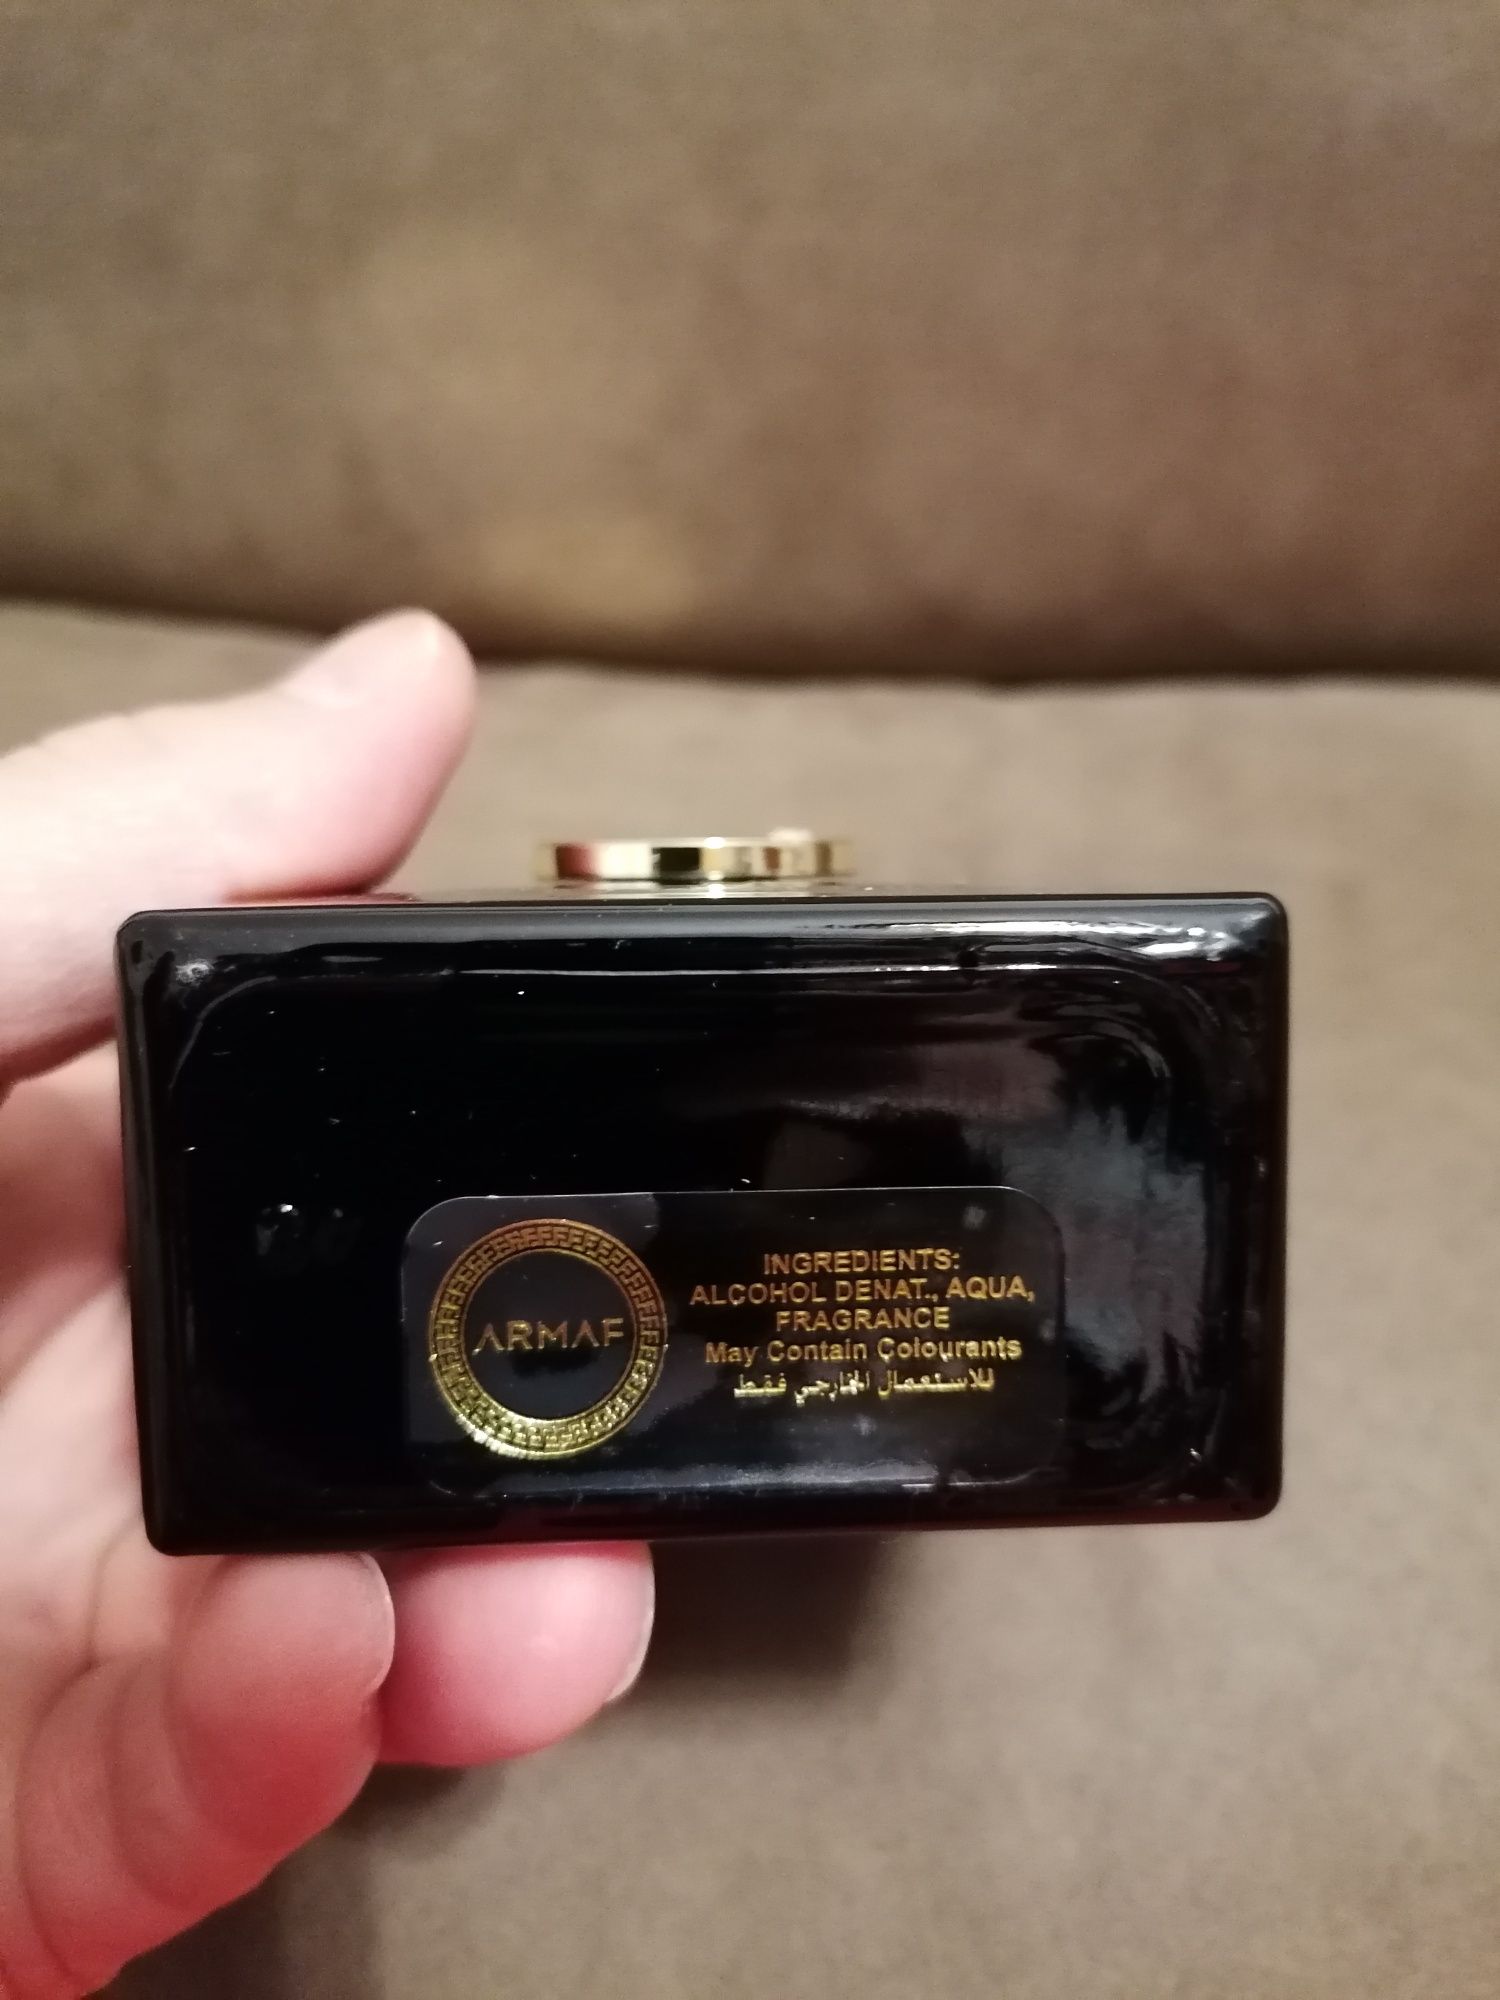 ARMAF
INGREDIENTS:
ALCOHOL DENAT., AQUA,
FRAGRANCE
May Contain Colourants
للاستعمال الخارجي فقط